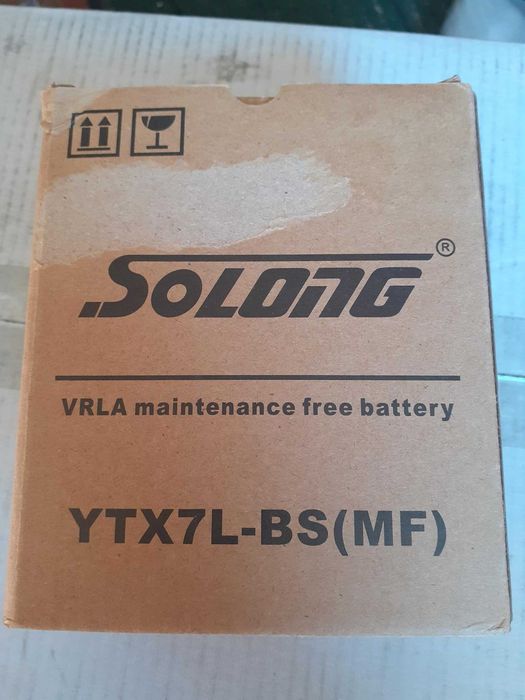 SOLONG®
VRLA maintenance free battery
YTX7L-BS(MF)